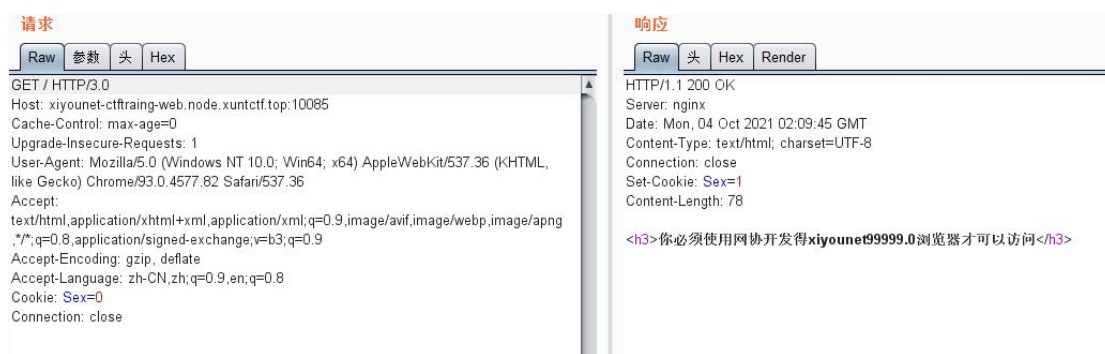 请求
Raw 参数 头 Hex
GET / HTTP/3.0
Host: xiyounet-ctftraing-web.node.xuntctf.top:10085
Cache-Control: max-age=0
Upgrade-Insecure-Requests: 1
User-Agent: Mozilla/5.0 (Windows NT 10.0; Win64; x64) AppleWebKit/537.36 (KHTML,
like Gecko) Chrome/93.0.4577.82 Safari/537.36
Accept:
text/html,application/xhtml+xml,application/xml;q=0.9,image/avif,image/webp,image/apng
,*/*;q=0.8,application/signed-exchange;v=b3;q=0.9
Accept-Encoding: gzip, deflate
Accept-Language: zh-CN,zh;q=0.9,en;q=0.8
Cookie: Sex=0
Connection: close
响应
Raw 头 Hex Render
HTTP/1.1 200 OK
Server: nginx
Date: Mon, 04 Oct 2021 02:09:45 GMT
Content-Type: text/html; charset=UTF-8
Connection: close
Set-Cookie: Sex=1
Content-Length: 78
<h3>你必须使用网协开发得xiyounet99999.0浏览器才可以访问</h3>